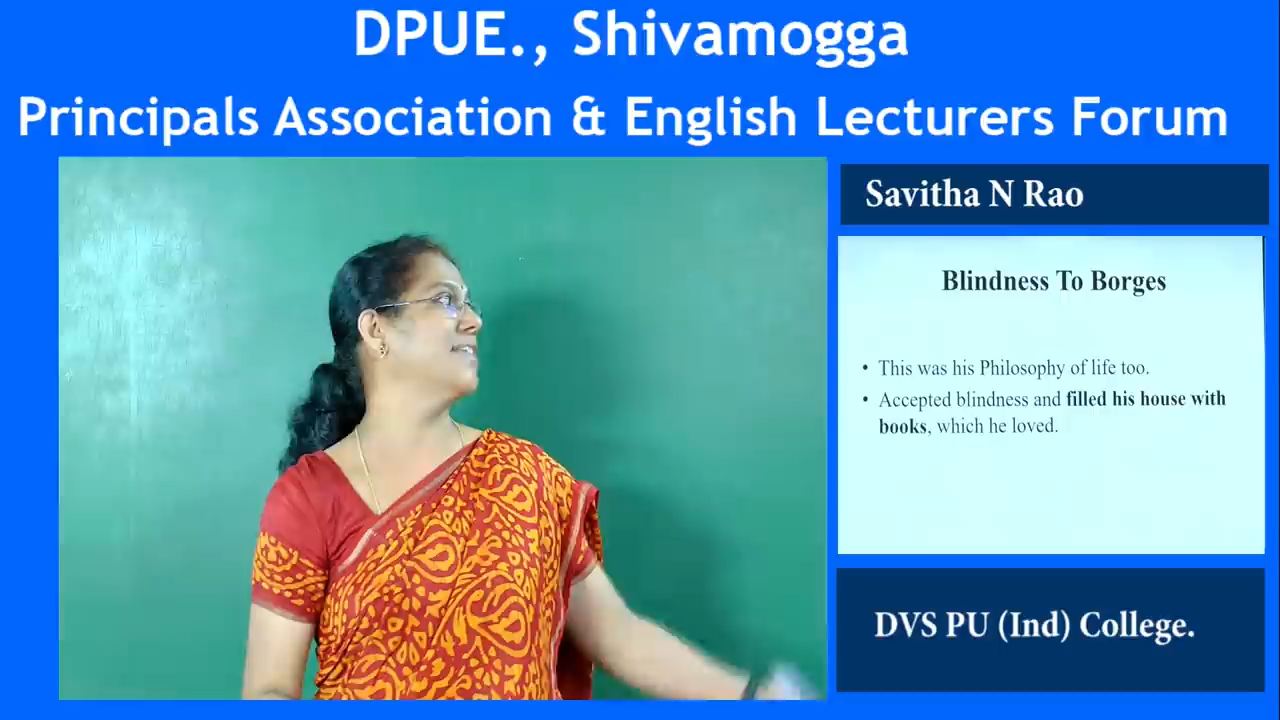 DPUE., Shivamogga
Principals Association & English Lecturers Forum
Savitha N Rao
Blindness To Borges
• This was his Philosophy of life too.
• Accepted blindness and filled his house with
books, which he loved.
DVS PU (Ind) College.